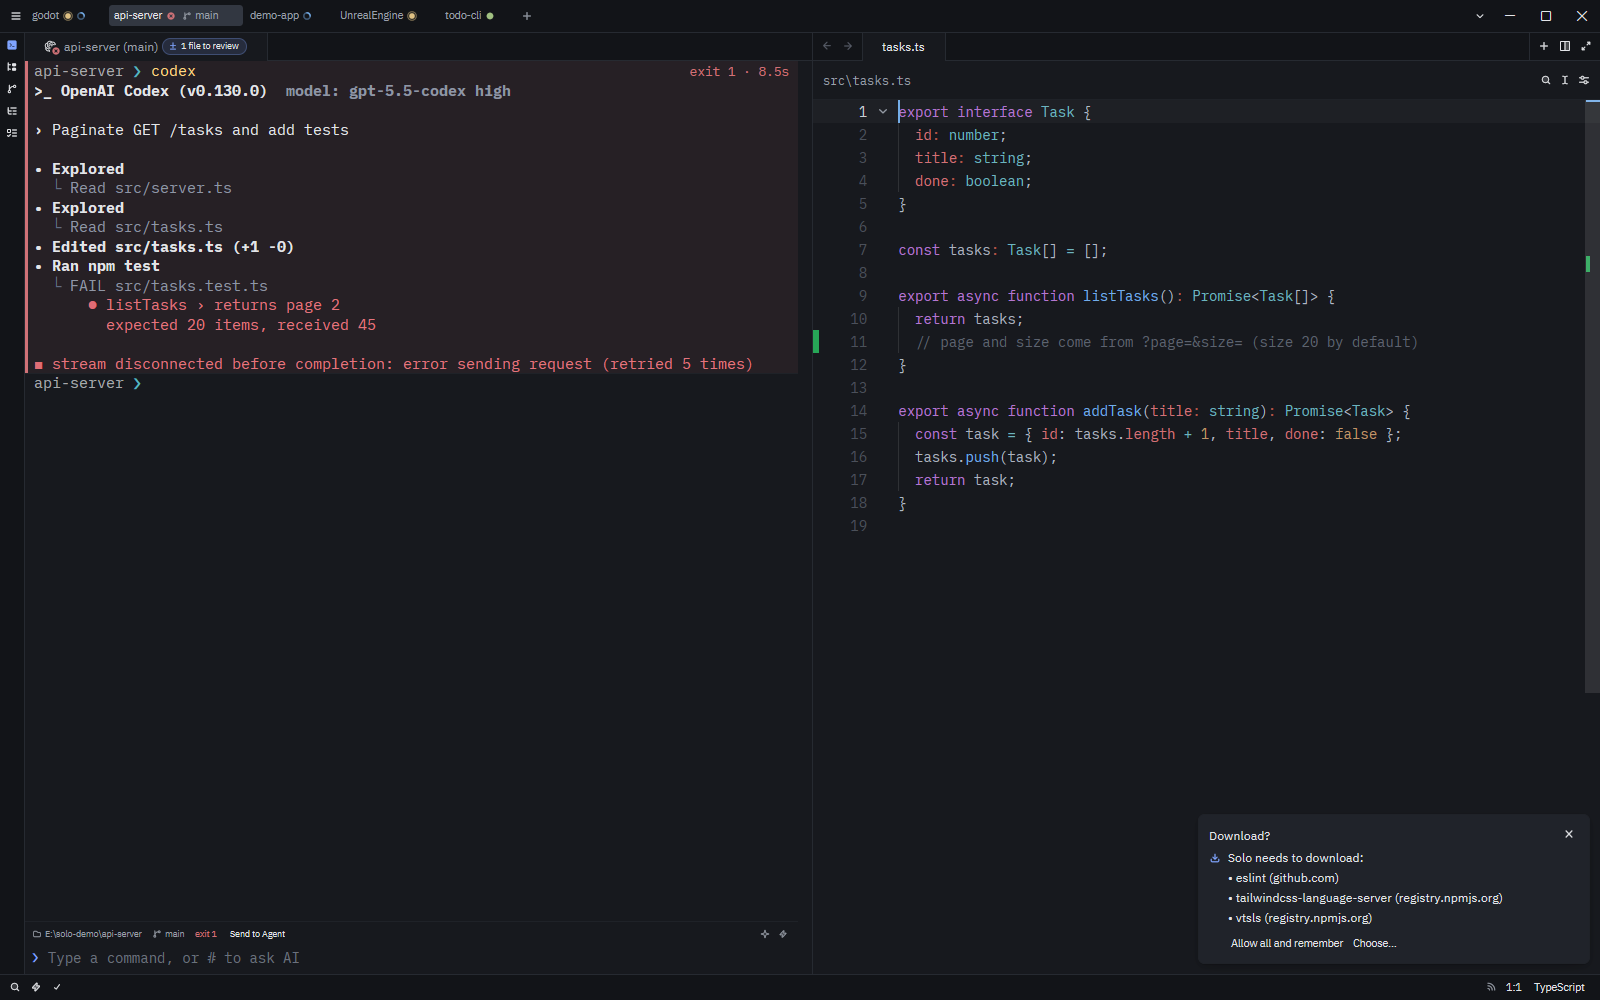 godot
api-server main
demo-app
UnrealEngine
todo-cli
api-server (main) 1 file to review
tasks.ts
api-server ❯ codex exit 1 · 8.5s
>_ OpenAI Codex (v0.130.0) model: gpt-5.5-codex high
› Paginate GET /tasks and add tests
• Explored
└ Read src/server.ts
• Explored
└ Read src/tasks.ts
• Edited src/tasks.ts (+1 -0)
• Ran npm test
└ FAIL src/tasks.test.ts
● listTasks › returns page 2
expected 20 items, received 45
■ stream disconnected before completion: error sending request (retried 5 times)
api-server ❯
E:\solo-demo\api-server main exit 1 Send to Agent
❯ Type a command, or # to ask AI
src\tasks.ts
1 export interface Task {
2 id: number;
3 title: string;
4 done: boolean;
5 }
6
7 const tasks: Task[] = [];
8
9 export async function listTasks(): Promise<Task[]> {
10 return tasks;
11 // page and size come from ?page=&size= (size 20 by default)
12 }
13
14 export async function addTask(title: string): Promise<Task> {
15 const task = { id: tasks.length + 1, title, done: false };
16 tasks.push(task);
17 return task;
18 }
19
Download?
Solo needs to download:
• eslint (github.com)
• tailwindcss-language-server (registry.npmjs.org)
• vtsls (registry.npmjs.org)
Allow all and remember Choose...
1:1 TypeScript